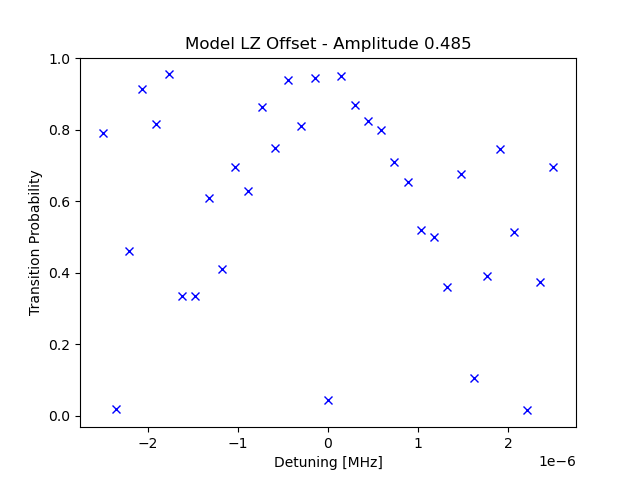 Model LZ Offset - Amplitude 0.485
1.0
0.8
0.6
0.4
0.2
0.0
Transition Probability
−2
−1
0
1
2
1e−6
Detuning [MHz]